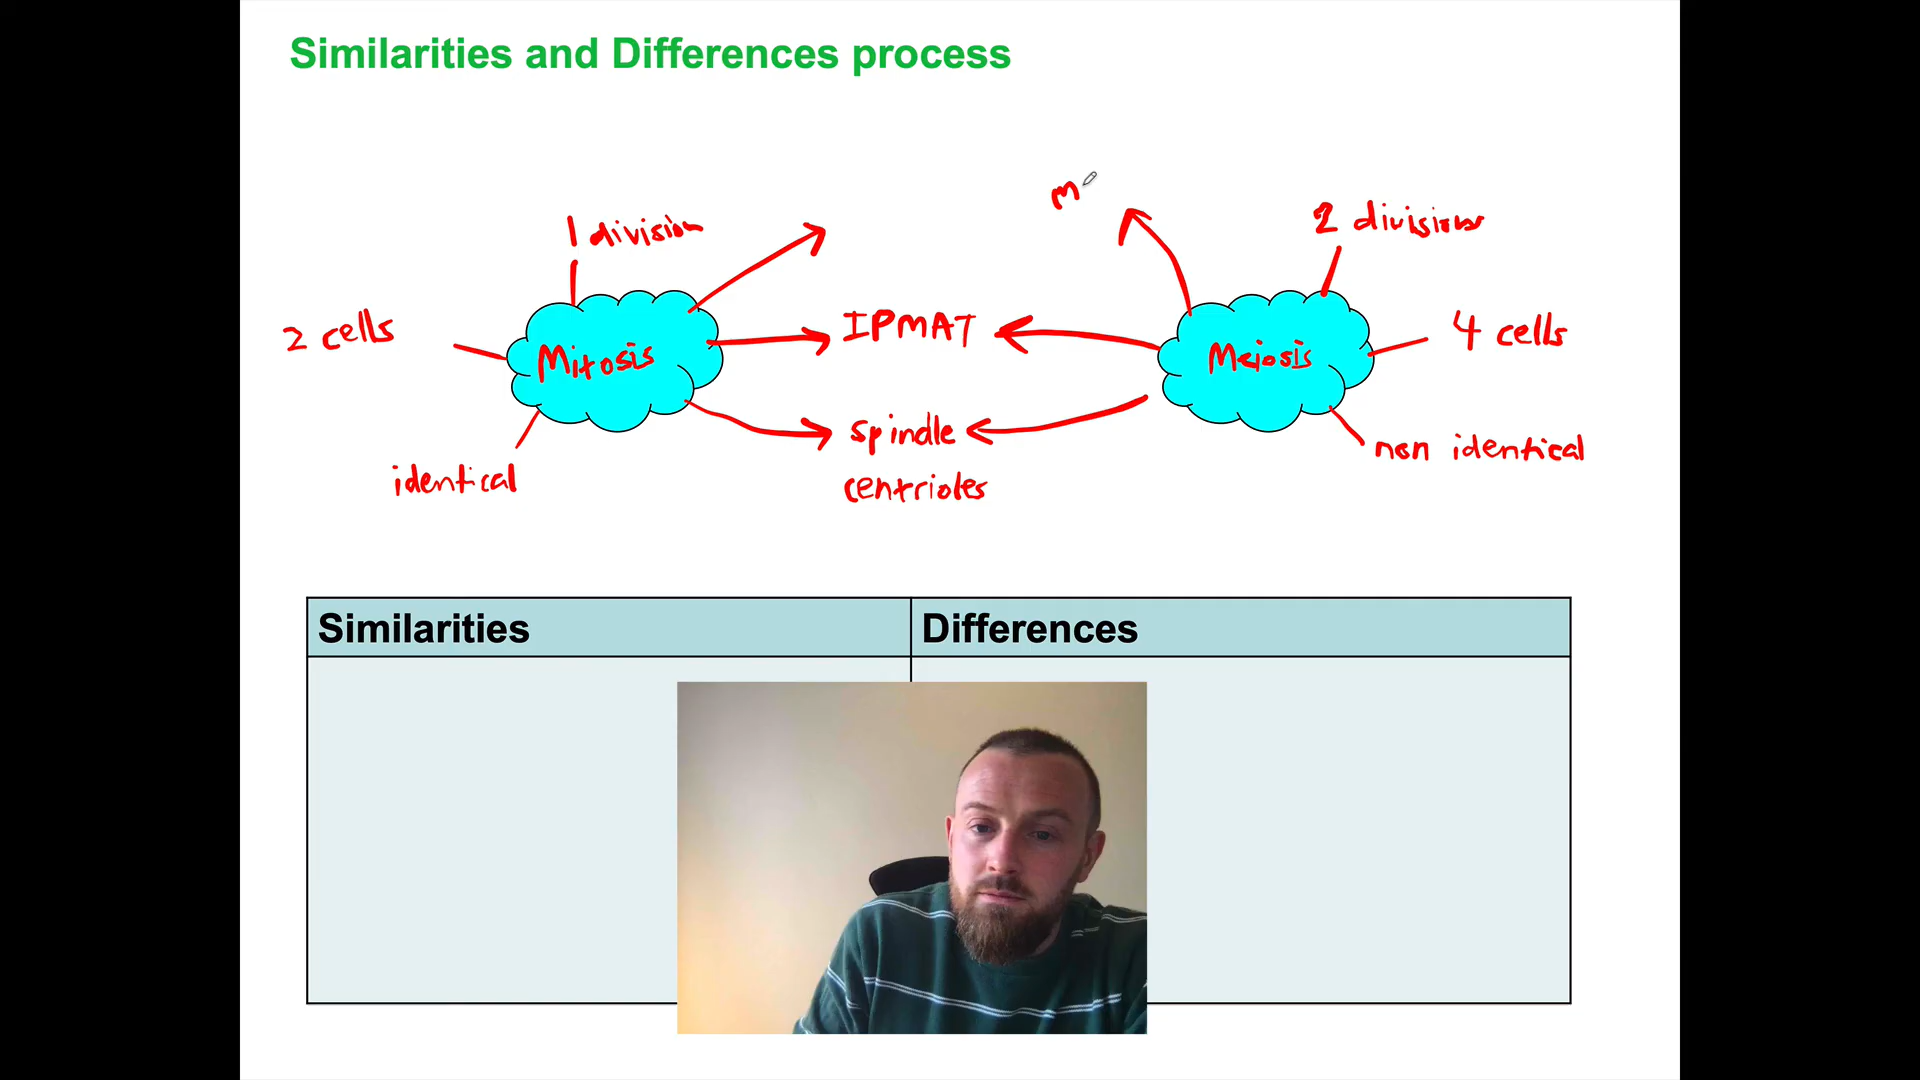 Similarities and Differences process
m
1 division
2 divisions
2 cells
IPMAT
4 cells
Mitosis
Meiosis
spindle
non identical
identical
centrioles
Similarities
Differences